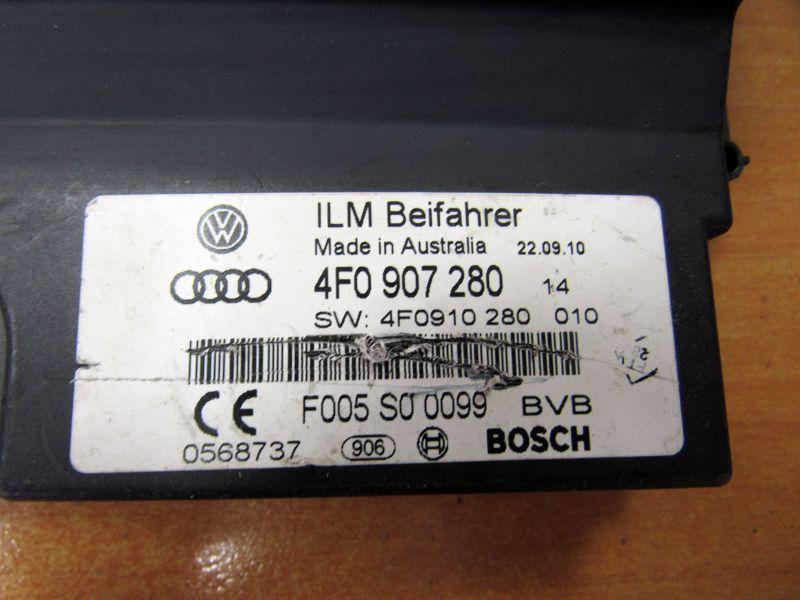 ILM Beifahrer
Made in Australia 22.09.10
4F0 907 280 14
SW: 4F0910 280 010
CE F005 S0 0099 BVB
0568737 906 BOSCH